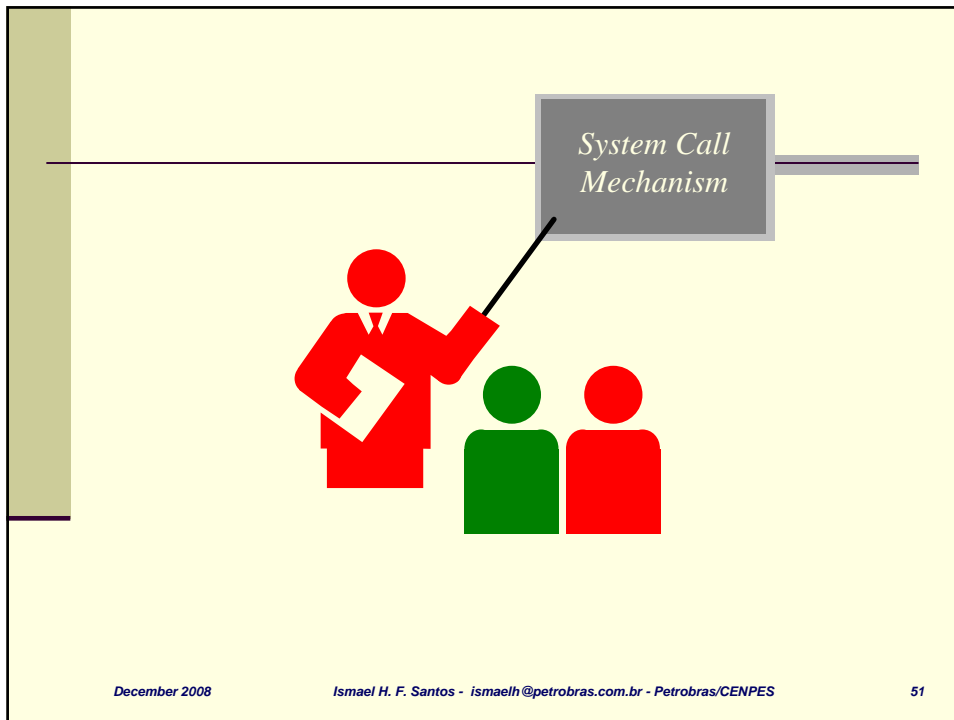 System Call
Mechanism
December 2008 Ismael H. F. Santos - ismaelh@petrobras.com.br - Petrobras/CENPES 51